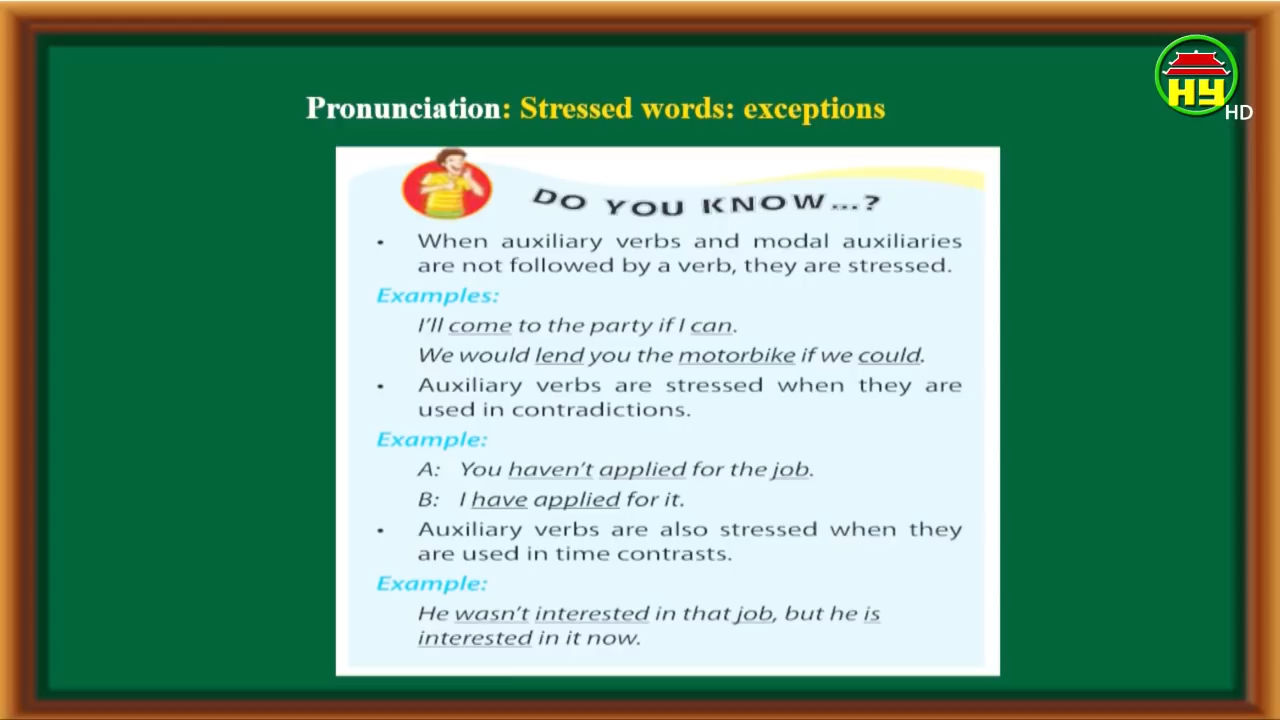 HY
HD
Pronunciation: Stressed words: exceptions
DO YOU KNOW...?
• When auxiliary verbs and modal auxiliaries
are not followed by a verb, they are stressed.
Examples:
I'll come to the party if I can.
We would lend you the motorbike if we could.
• Auxiliary verbs are stressed when they are
used in contradictions.
Example:
A: You haven't applied for the job.
B: I have applied for it.
• Auxiliary verbs are also stressed when they
are used in time contrasts.
Example:
He wasn't interested in that job, but he is
interested in it now.